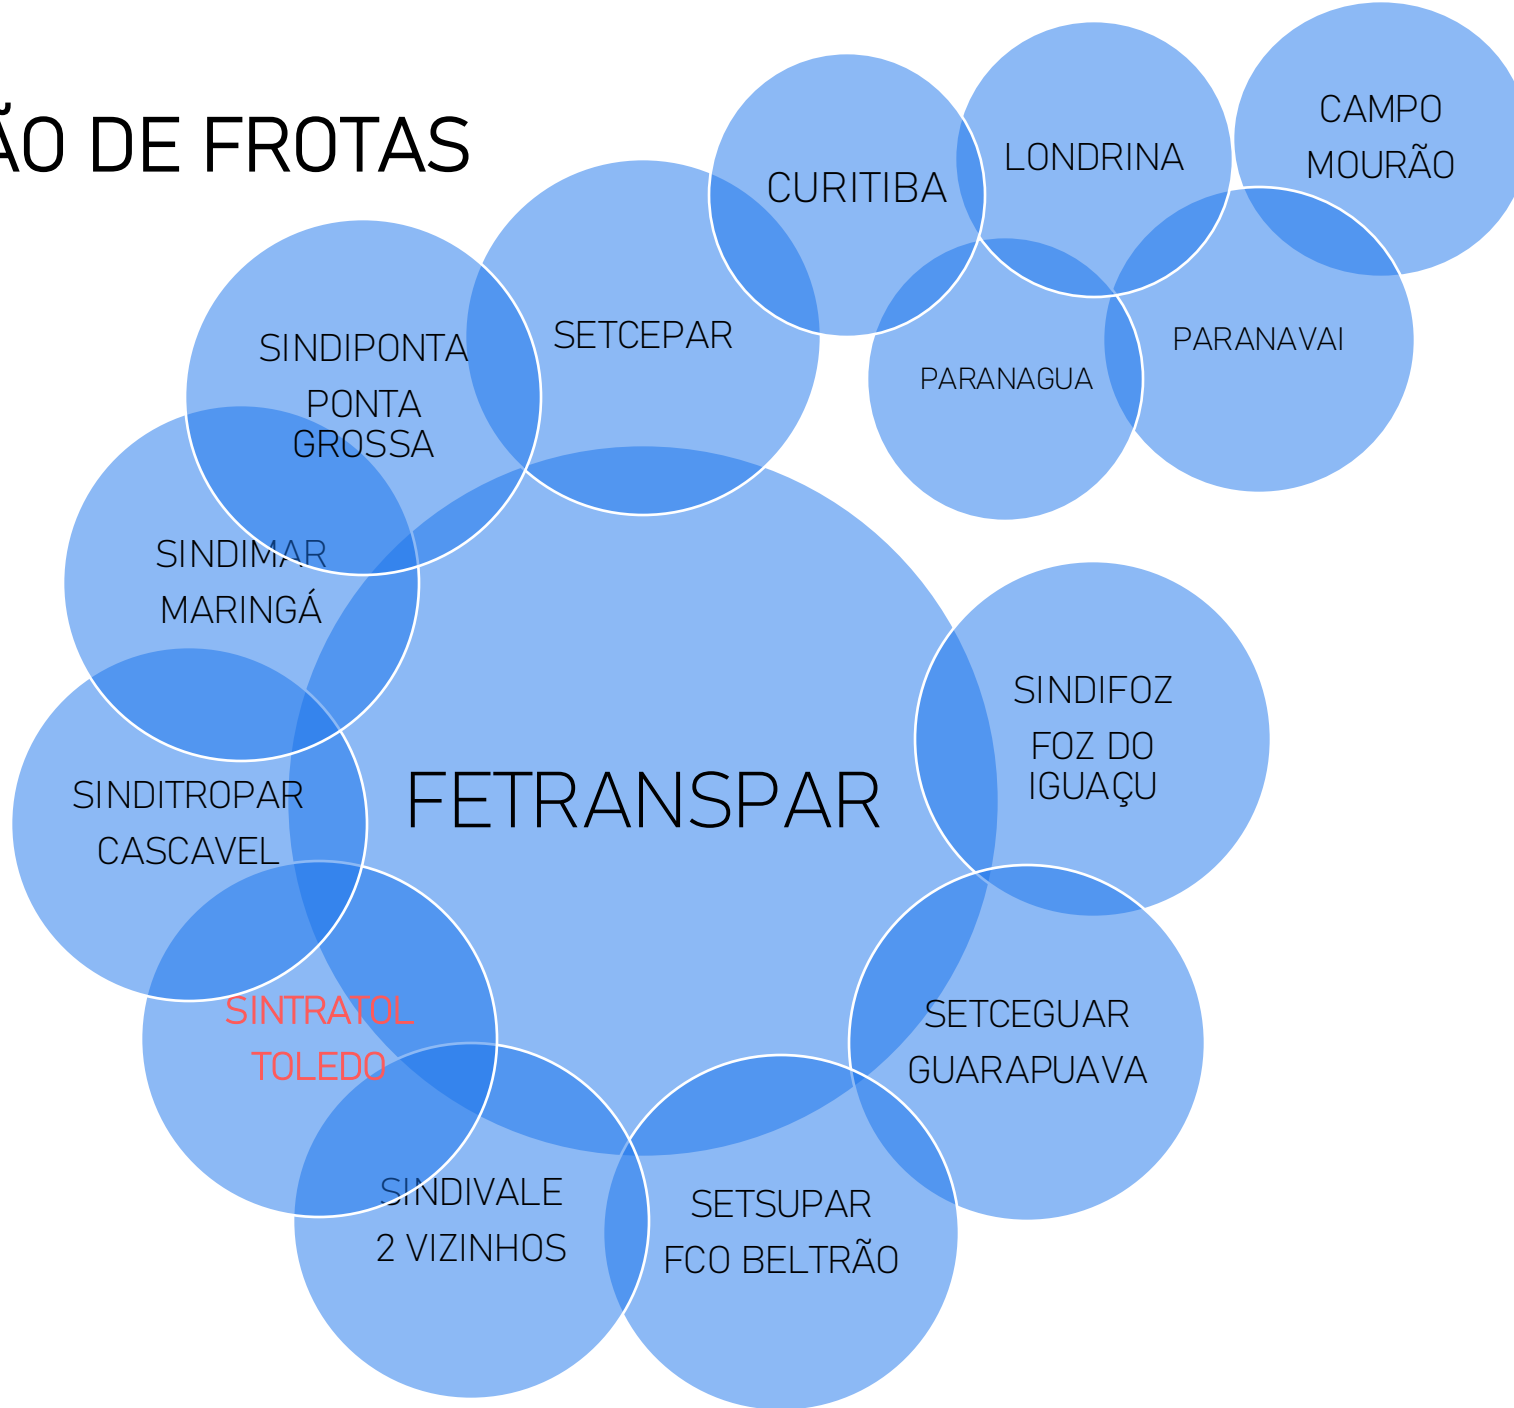 ÃO DE FROTAS
CURITIBA
LONDRINA
CAMPO
MOURÃO
PARANAGUA
PARANAVAI
SETCEPAR
SINDIPONTA
PONTA
GROSSA
SINDIMAR
MARINGÁ
SINDITROPAR
CASCAVEL
FETRANSPAR
SINDIFOZ
FOZ DO
IGUAÇU
SINTRATOL
TOLEDO
SETCEGUAR
GUARAPUAVA
SINDIVALE
2 VIZINHOS
SETSUPAR
FCO BELTRÃO